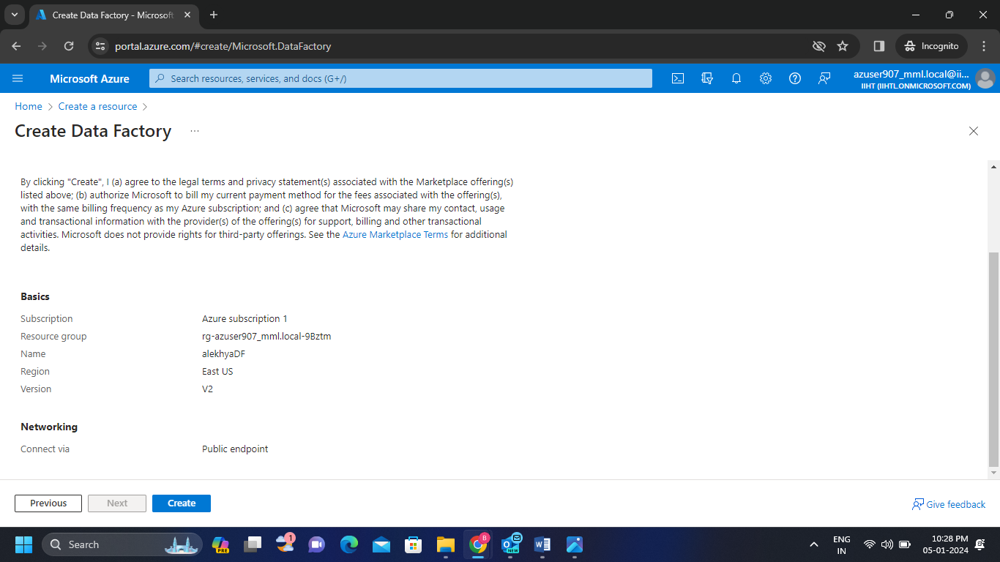 Create Data Factory - Microsoft
portal.azure.com/#create/Microsoft.DataFactory
Incognito
Microsoft Azure
Search resources, services, and docs (G+/)
azuser907_mml.local@ii...
IIHT (IIHTL.ONMICROSOFT.COM)
Home
Create a resource
Create Data Factory
...
By clicking "Create", I (a) agree to the legal terms and privacy statement(s) associated with the Marketplace offering(s)
listed above; (b) authorize Microsoft to bill my current payment method for the fees associated with the offering(s),
with the same billing frequency as my Azure subscription; and (c) agree that Microsoft may share my contact, usage
and transactional information with the provider(s) of the offering(s) for support, billing and other transactional
activities. Microsoft does not provide rights for third-party offerings. See the Azure Marketplace Terms for additional
details.
Basics
Subscription Azure subscription 1
Resource group rg-azuser907_mml.local-9Bztm
Name alekhyaDF
Region East US
Version V2
Networking
Connect via Public endpoint
Previous
Next
Create
Give feedback
Search
PRE
1
8
NEW
ENG
IN
10:28 PM
05-01-2024